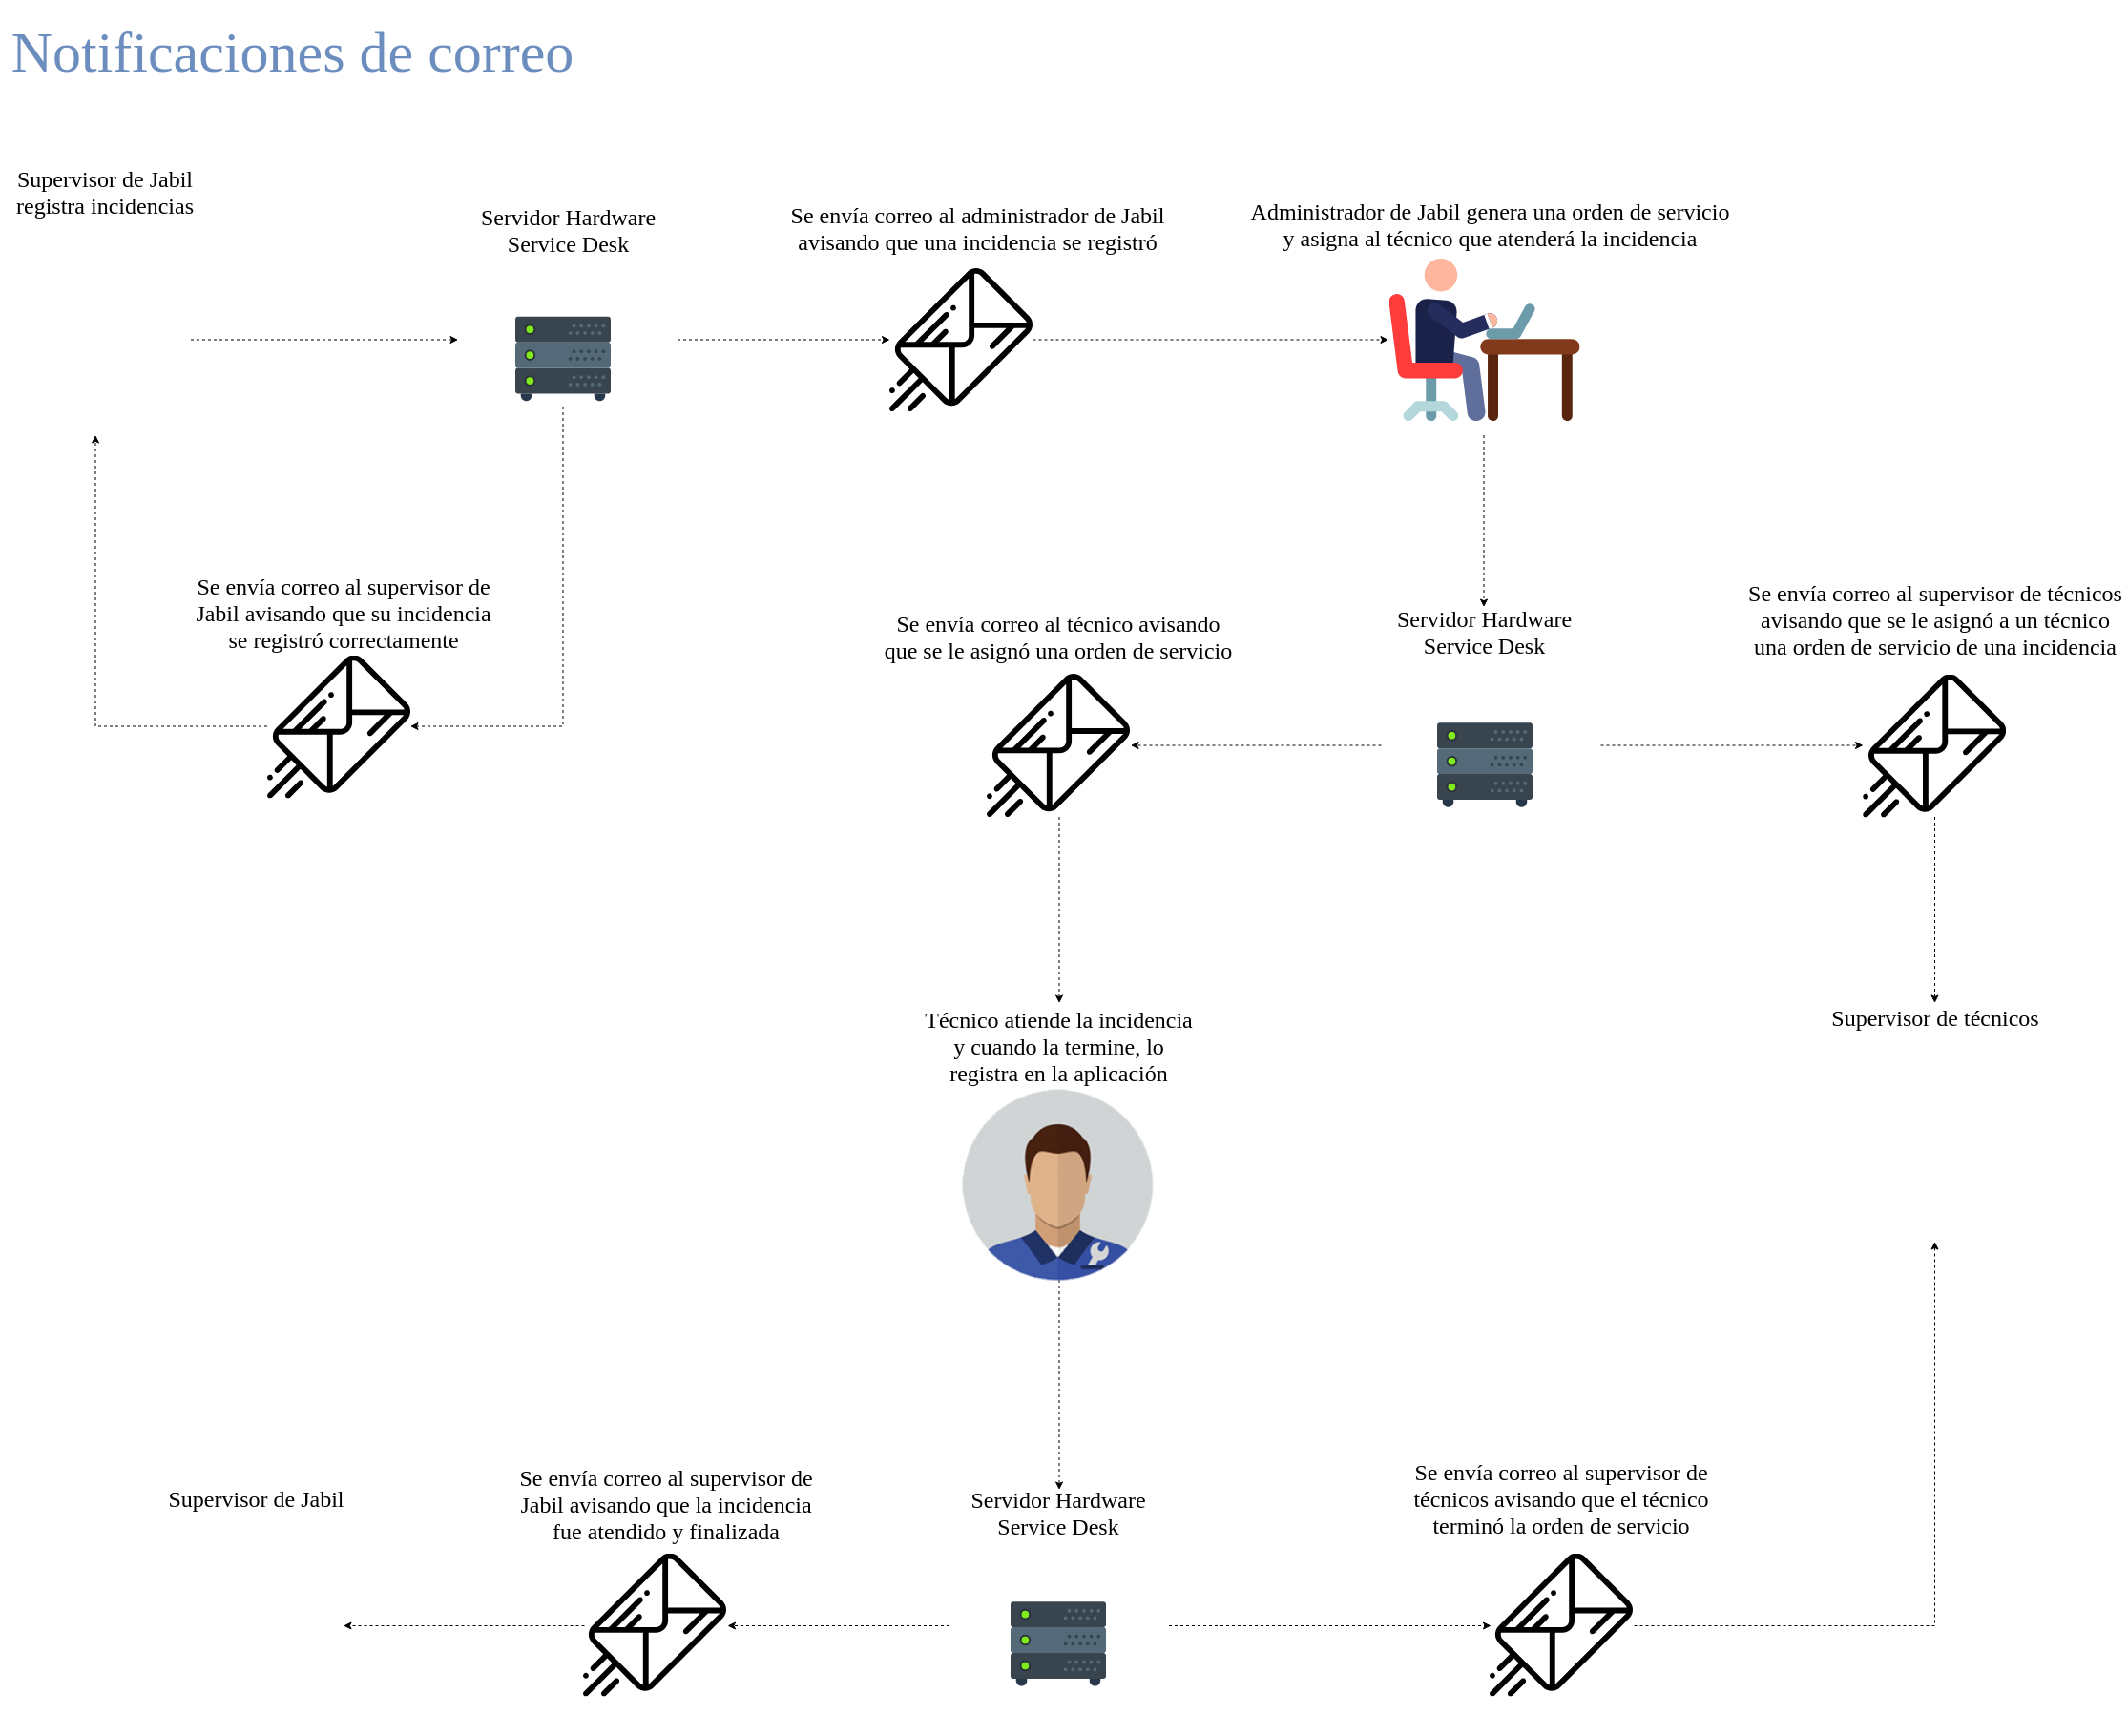 Notificaciones de correo
Supervisor de Jabil
registra incidencias
Servidor Hardware
Service Desk
Se envía correo al administrador de Jabil
avisando que una incidencia se registró
Administrador de Jabil genera una orden de servicio
y asigna al técnico que atenderá la incidencia
Se envía correo al supervisor de
Jabil avisando que su incidencia
se registró correctamente
Se envía correo al técnico avisando
que se le asignó una orden de servicio
Servidor Hardware
Service Desk
Se envía correo al supervisor de técnicos
avisando que se le asignó a un técnico
una orden de servicio de una incidencia
Técnico atiende la incidencia
y cuando la termine, lo
registra en la aplicación
Supervisor de técnicos
Supervisor de Jabil
Se envía correo al supervisor de
Jabil avisando que la incidencia
fue atendido y finalizada
Servidor Hardware
Service Desk
Se envía correo al supervisor de
técnicos avisando que el técnico
terminó la orden de servicio